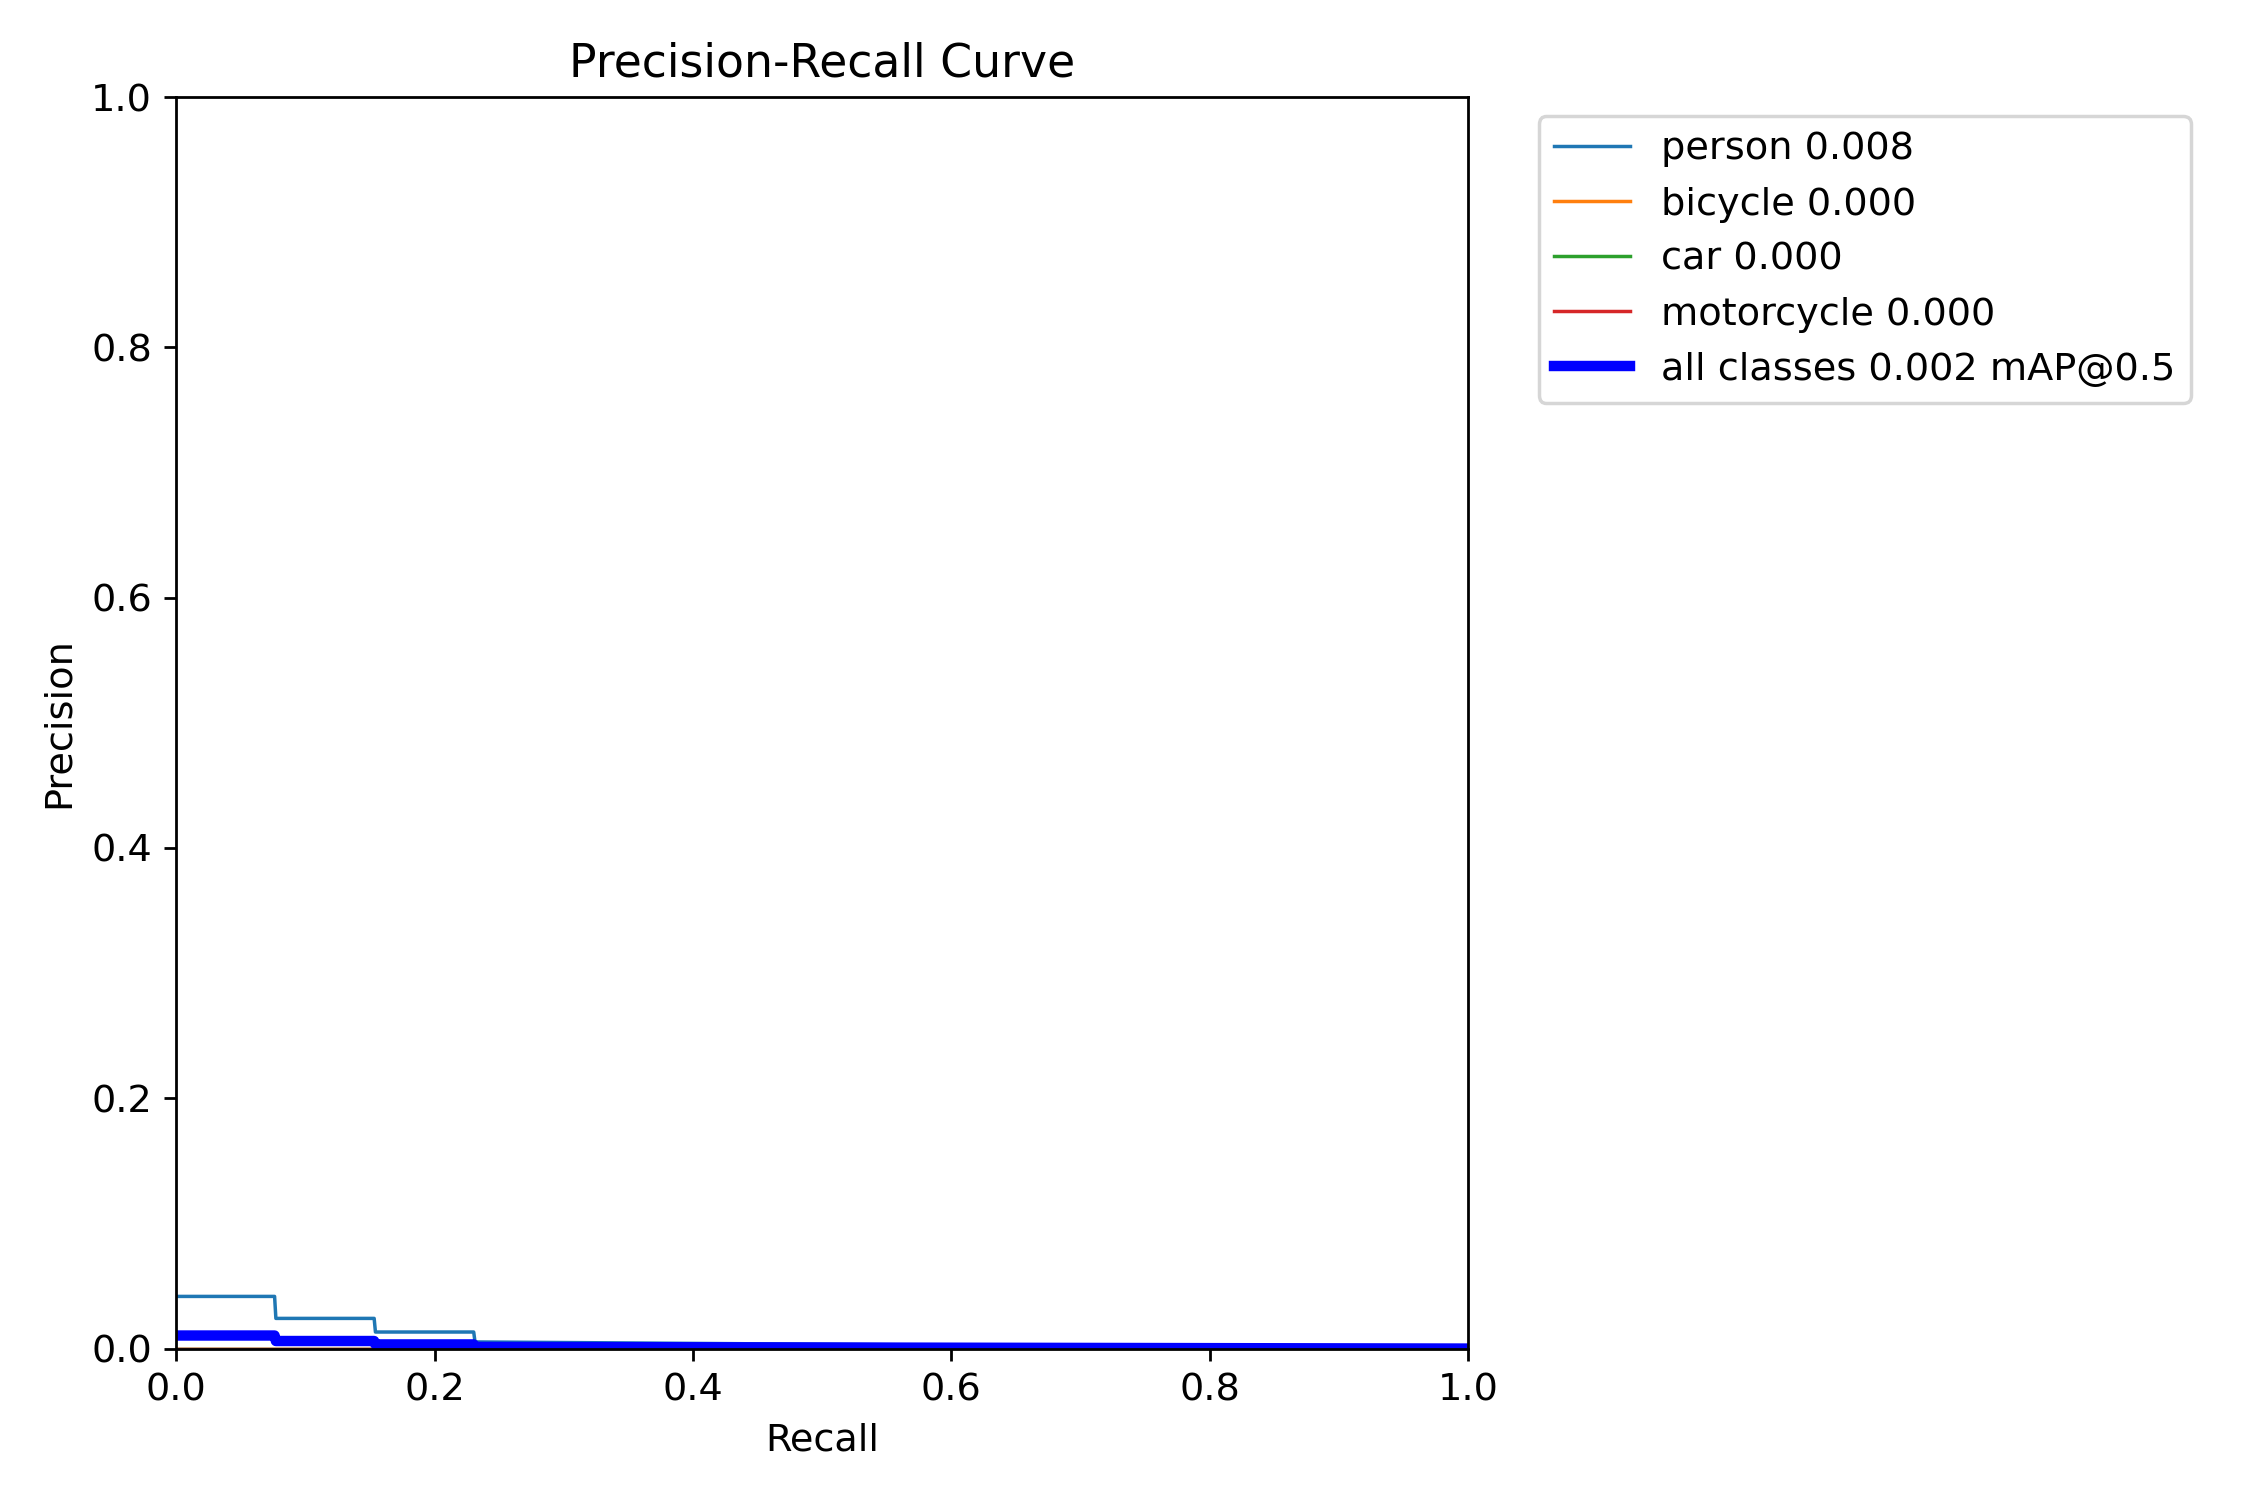 Precision-Recall Curve
1.0
0.8
0.6
0.4
0.2
0.0
Precision
0.0 0.2 0.4 0.6 0.8 1.0
Recall
person 0.008
bicycle 0.000
car 0.000
motorcycle 0.000
all classes 0.002 mAP@0.5